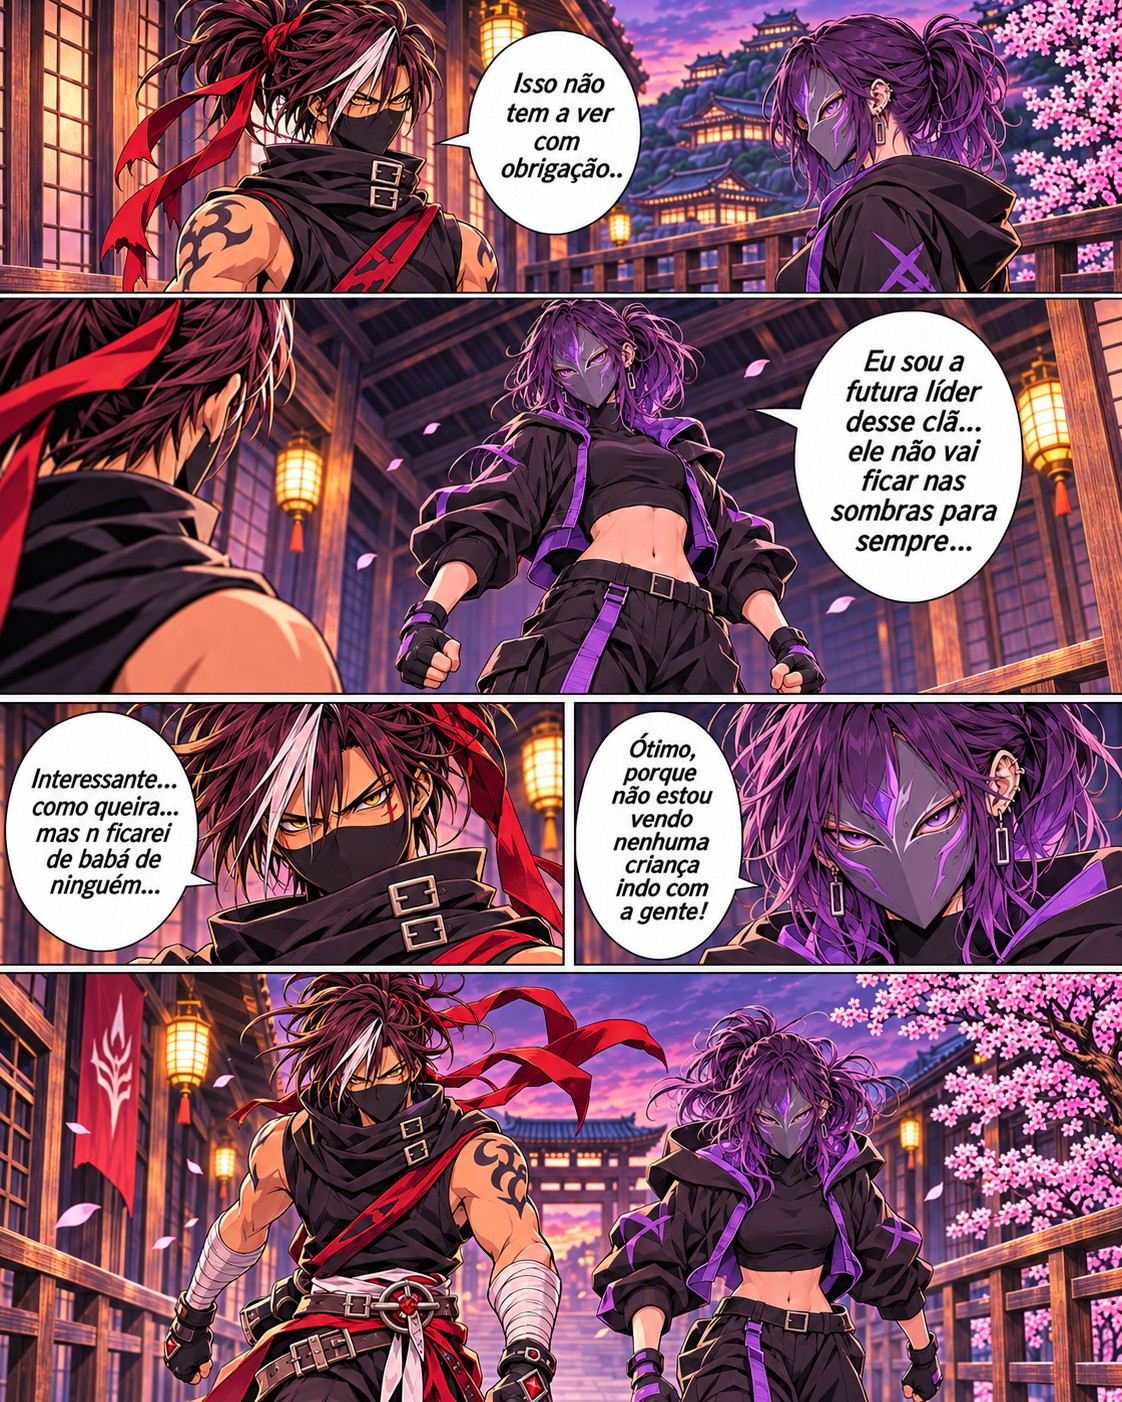 Isso não
tem a ver
com
obrigação..
Eu sou a
futura líder
desse clã...
ele não vai
ficar nas
sombras para
sempre...
Interessante...
como queira...
mas n ficarei
de babá de
ninguém...
Ótimo,
porque
não estou
vendo
nenhuma
criança
indo com
a gente!